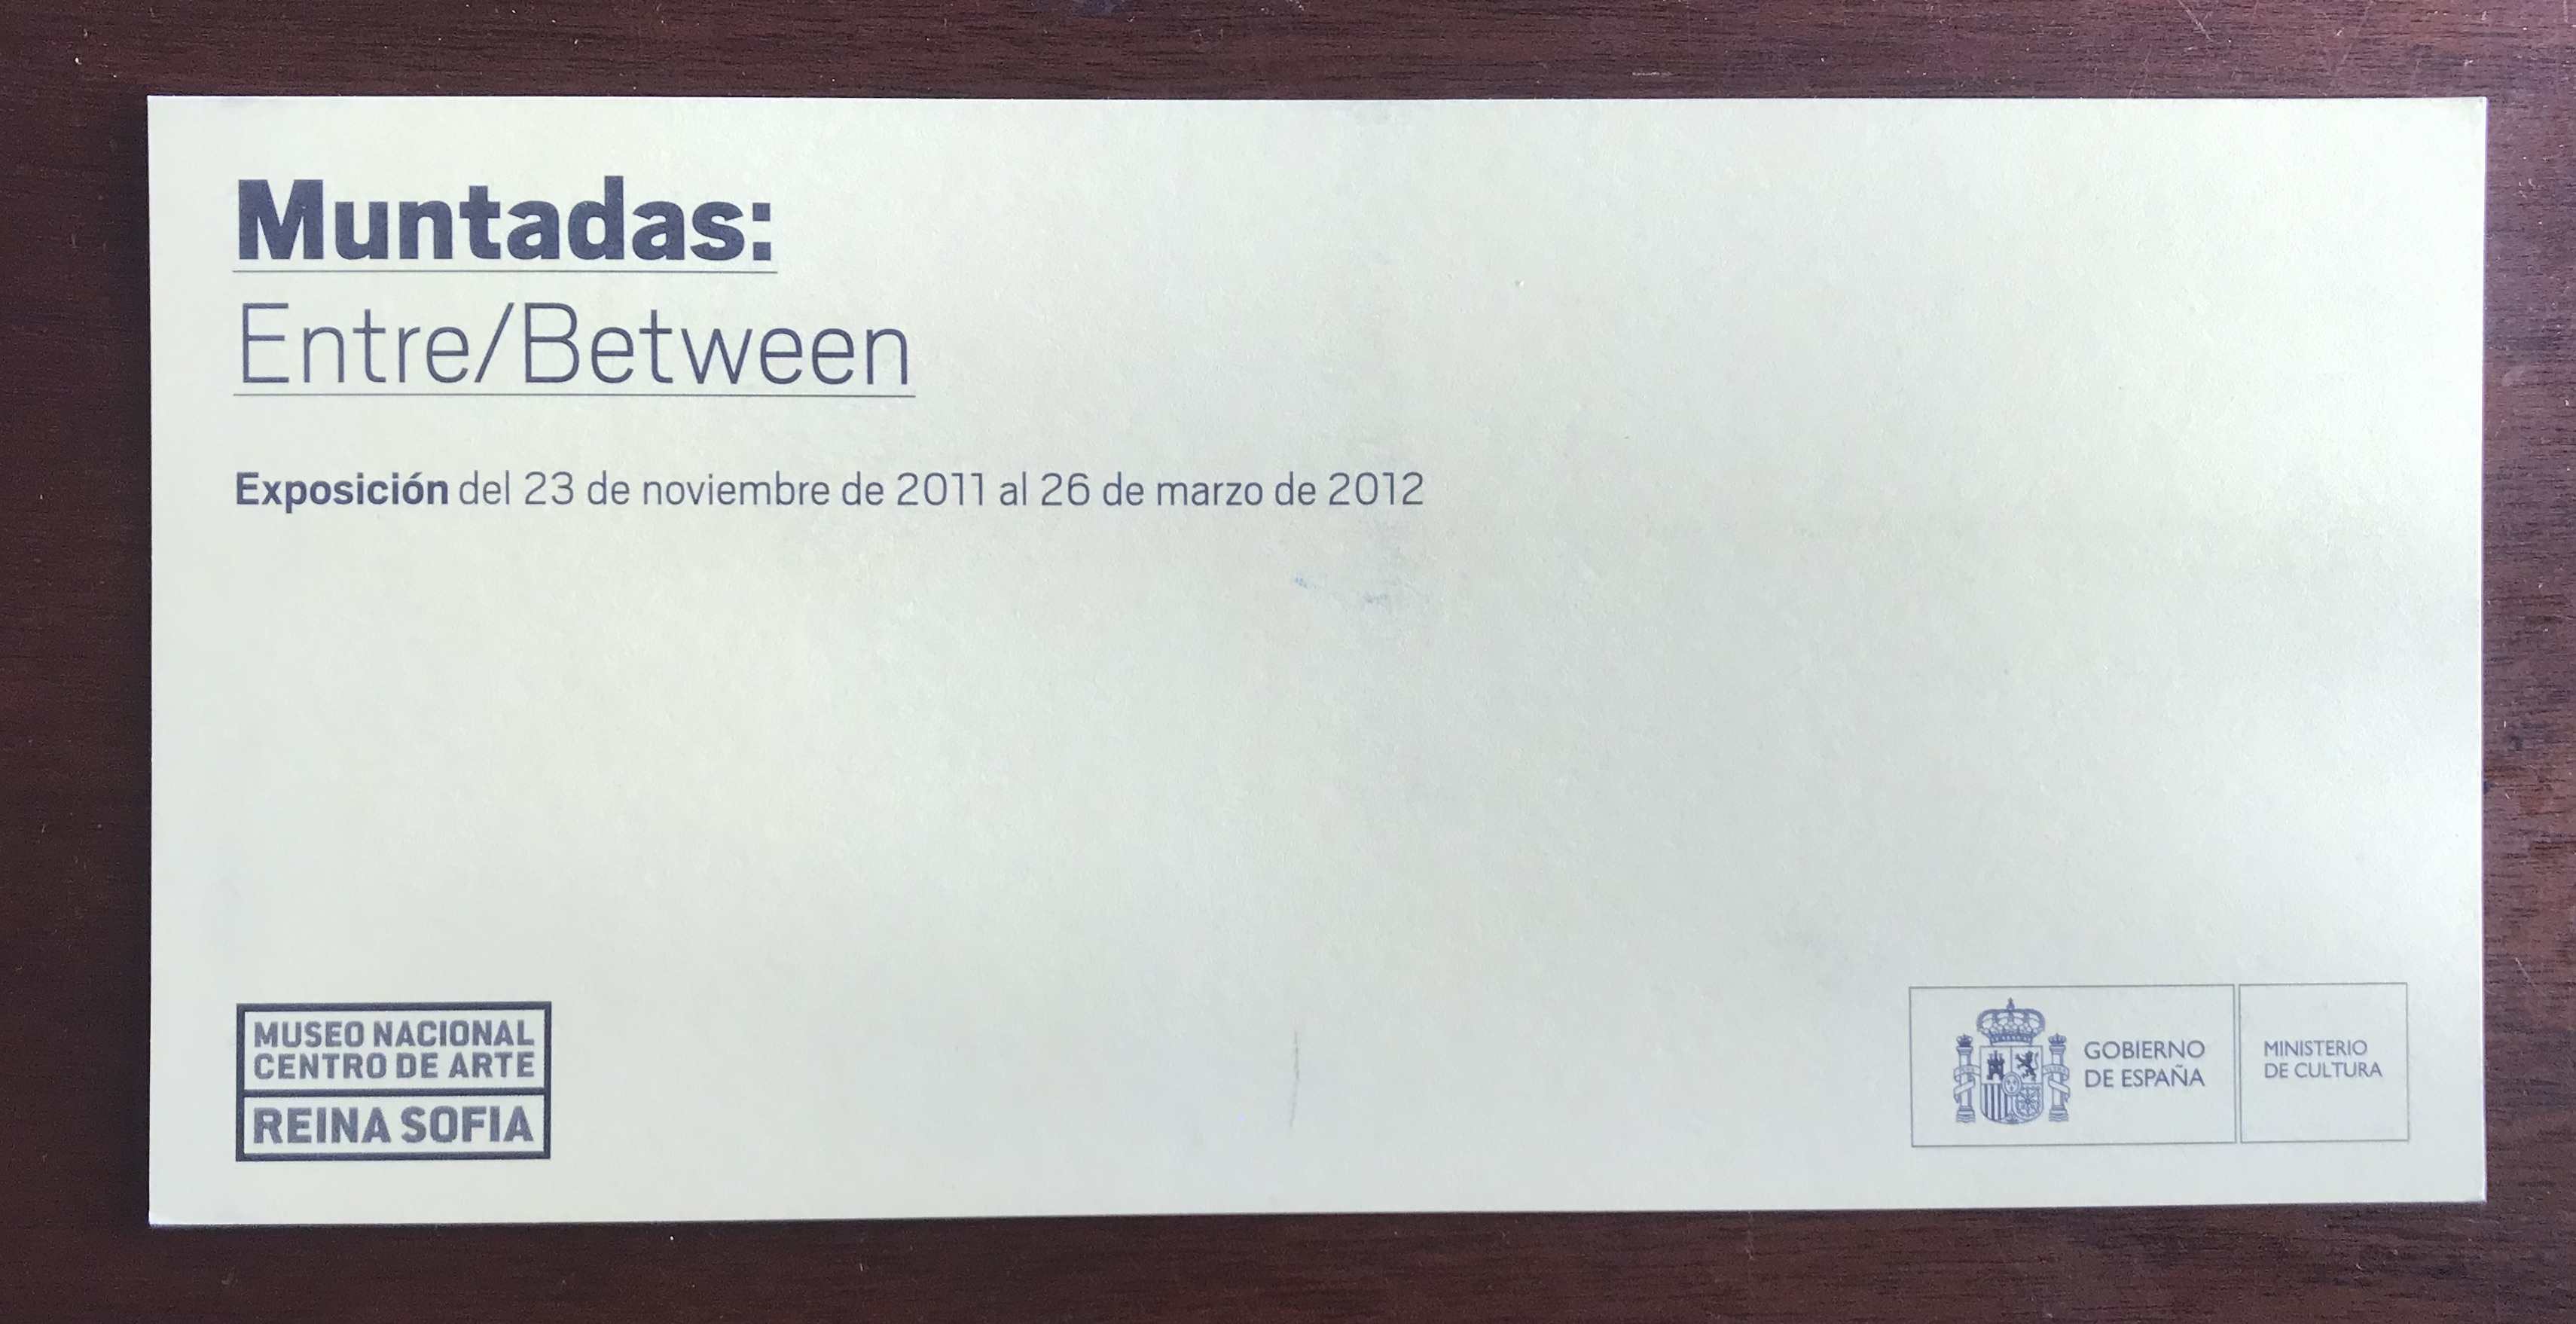 Muntadas:
Entre/Between
Exposición del 23 de noviembre de 2011 al 26 de marzo de 2012
MUSEO NACIONAL
CENTRO DE ARTE
REINA SOFIA
GOBIERNO
DE ESPAÑA
MINISTERIO
DE CULTURA